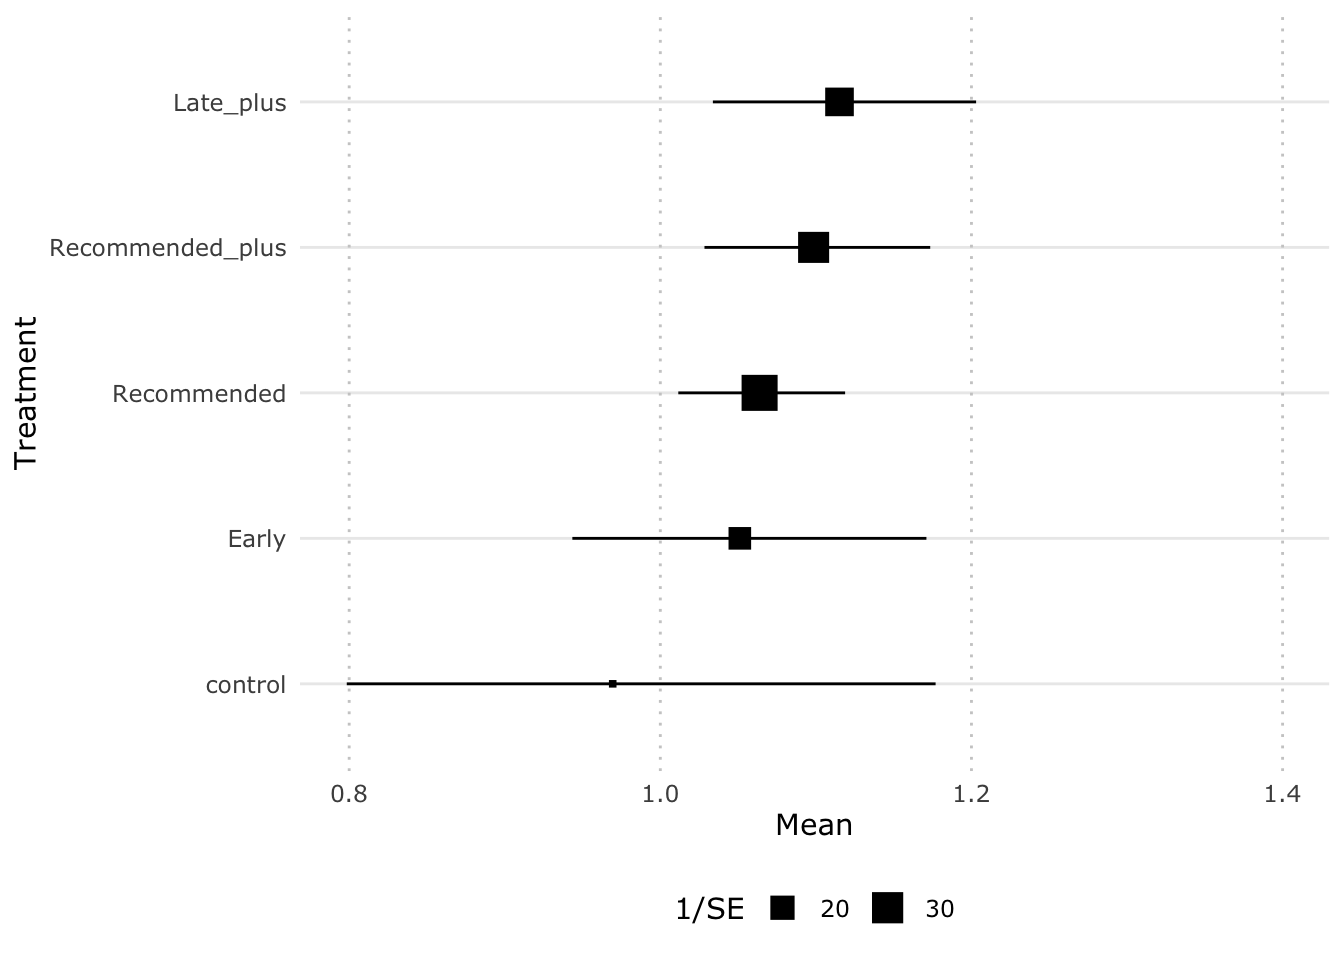 Late_plus
Recommended_plus
Recommended
Early
control
Treatment
0.8 1.0 1.2 1.4
Mean
1/SE 20 30